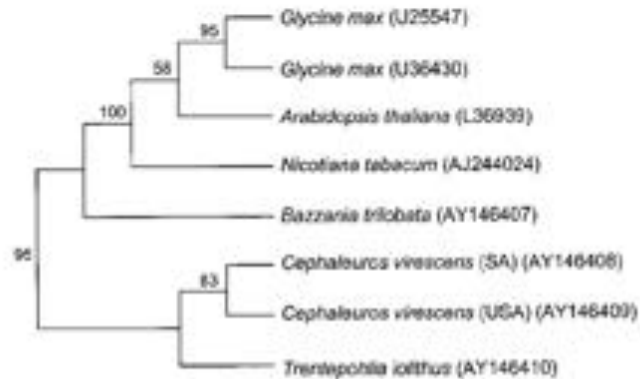 Glycine max (U25547)
95
Glycine max (U36430)
58
Arabidopsis thaliana (L36939)
100
Nicotiana tabacum (AJ244024)
Bazzania trilobata (AY146407)
95
Cephaleuros virescens (SA) (AY146408)
83
Cephaleuros virescens (USA) (AY146409)
Trentepohlia iolithus (AY146410)